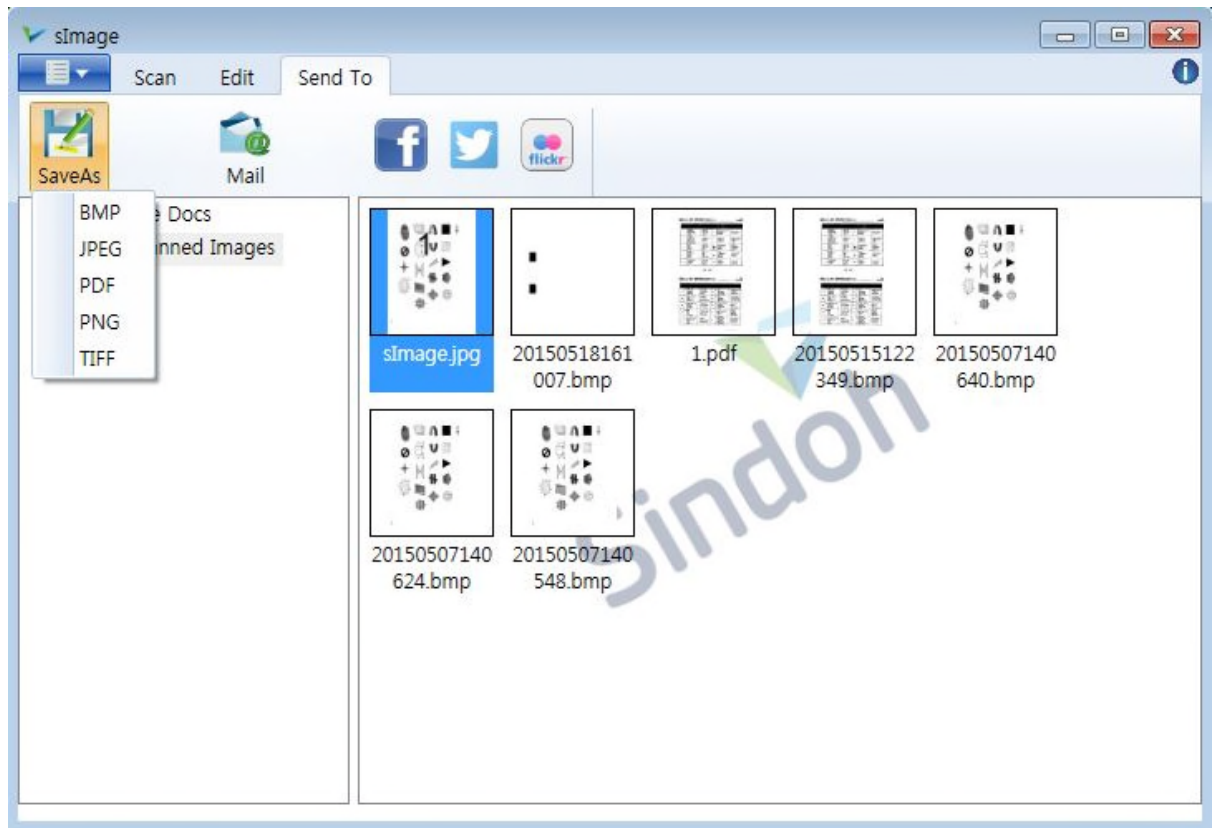 sImage
Scan Edit Send To
SaveAs Mail flickr
BMP
JPEG
PDF
PNG
TIFF
Docs
nned Images
sImage.jpg
20150518161
007.bmp
1.pdf
20150515122
349.bmp
20150507140
640.bmp
20150507140
624.bmp
20150507140
548.bmp
Sindoh